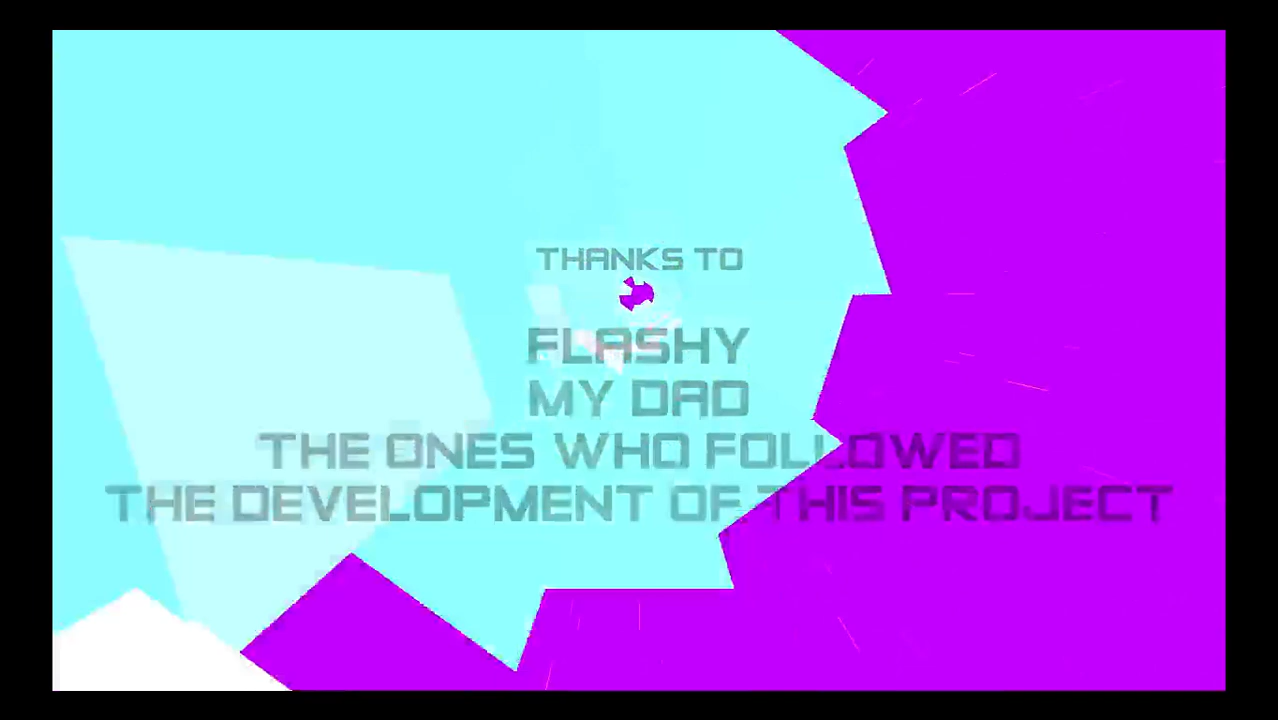 THANKS TO
FLASHY
MY DAD
THE ONES WHO FOLLOWED
THE DEVELOPMENT OF THIS PROJECT